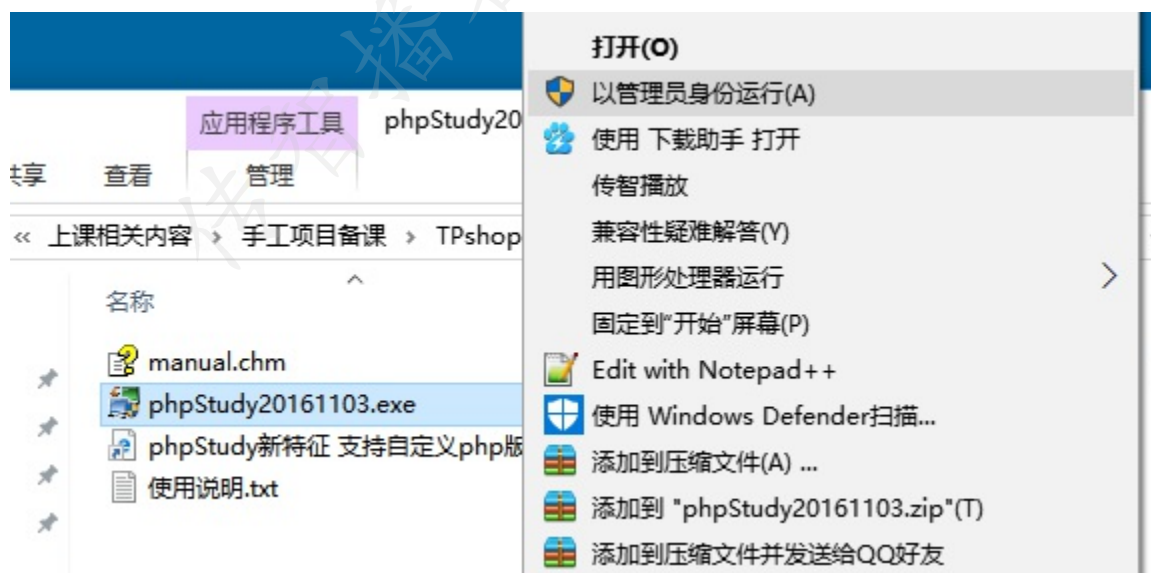 传智播
应用程序工具 phpStudy20
共享 查看 管理
« 上课相关内容 › 手工项目备课 › TPshop
名称
manual.chm
phpStudy20161103.exe
phpStudy新特征 支持自定义php版
使用说明.txt
打开(O)
以管理员身份运行(A)
使用 下载助手 打开
传智播放
兼容性疑难解答(Y)
用图形处理器运行
固定到"开始"屏幕(P)
Edit with Notepad++
使用 Windows Defender扫描...
添加到压缩文件(A) ...
添加到 "phpStudy20161103.zip"(T)
添加到压缩文件并发送给QQ好友